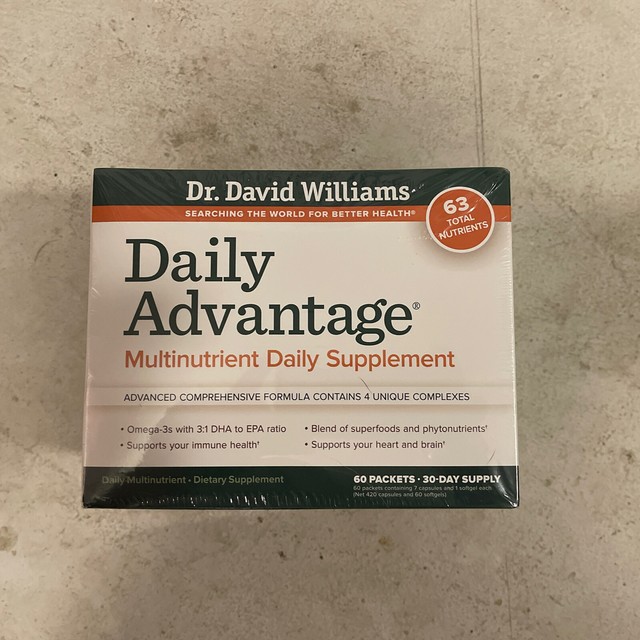 Dr. David Williams
SEARCHING THE WORLD FOR BETTER HEALTH®
63
TOTAL
NUTRIENTS
Daily
Advantage®
Multinutrient Daily Supplement
ADVANCED COMPREHENSIVE FORMULA CONTAINS 4 UNIQUE COMPLEXES
• Omega-3s with 3:1 DHA to EPA ratio
• Supports your immune health†
• Blend of superfoods and phytonutrients†
• Supports your heart and brain†
Daily Multinutrient • Dietary Supplement
60 PACKETS · 30-DAY SUPPLY
60 packets containing 7 capsules and 1 softgel each
(Net 420 capsules and 60 softgels)